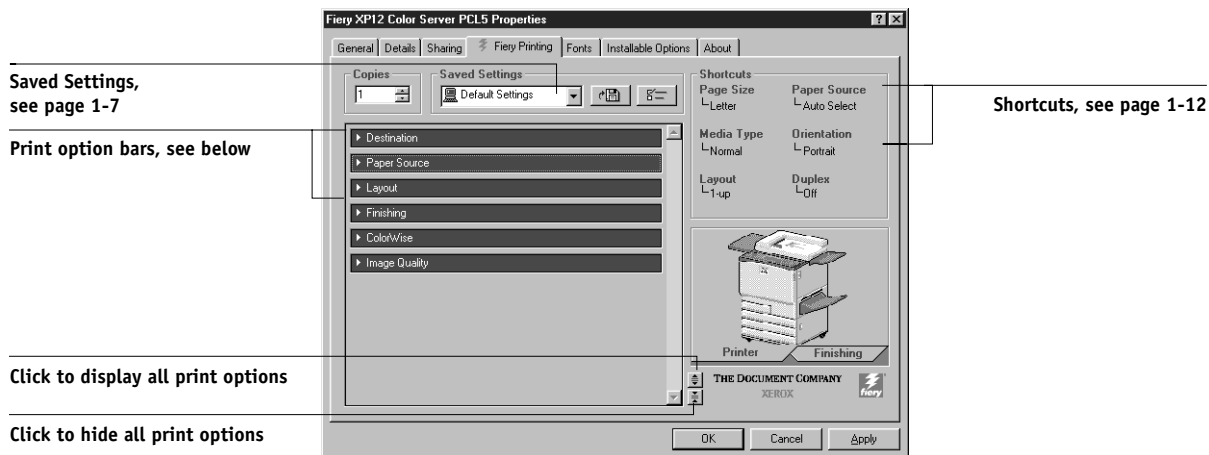 Fiery XP12 Color Server PCL5 Properties
General Details Sharing Fiery Printing Fonts Installable Options About
Saved Settings,
see page 1-7
Print option bars, see below
Copies
1
Saved Settings
Default Settings
Destination
Paper Source
Layout
Finishing
ColorWise
Image Quality
Shortcuts
Page Size Paper Source
Letter Auto Select
Media Type Orientation
Normal Portrait
Layout Duplex
1-up Off
Shortcuts, see page 1-12
Printer Finishing
Click to display all print options
THE DOCUMENT COMPANY
XEROX
fiery
Click to hide all print options
OK Cancel Apply